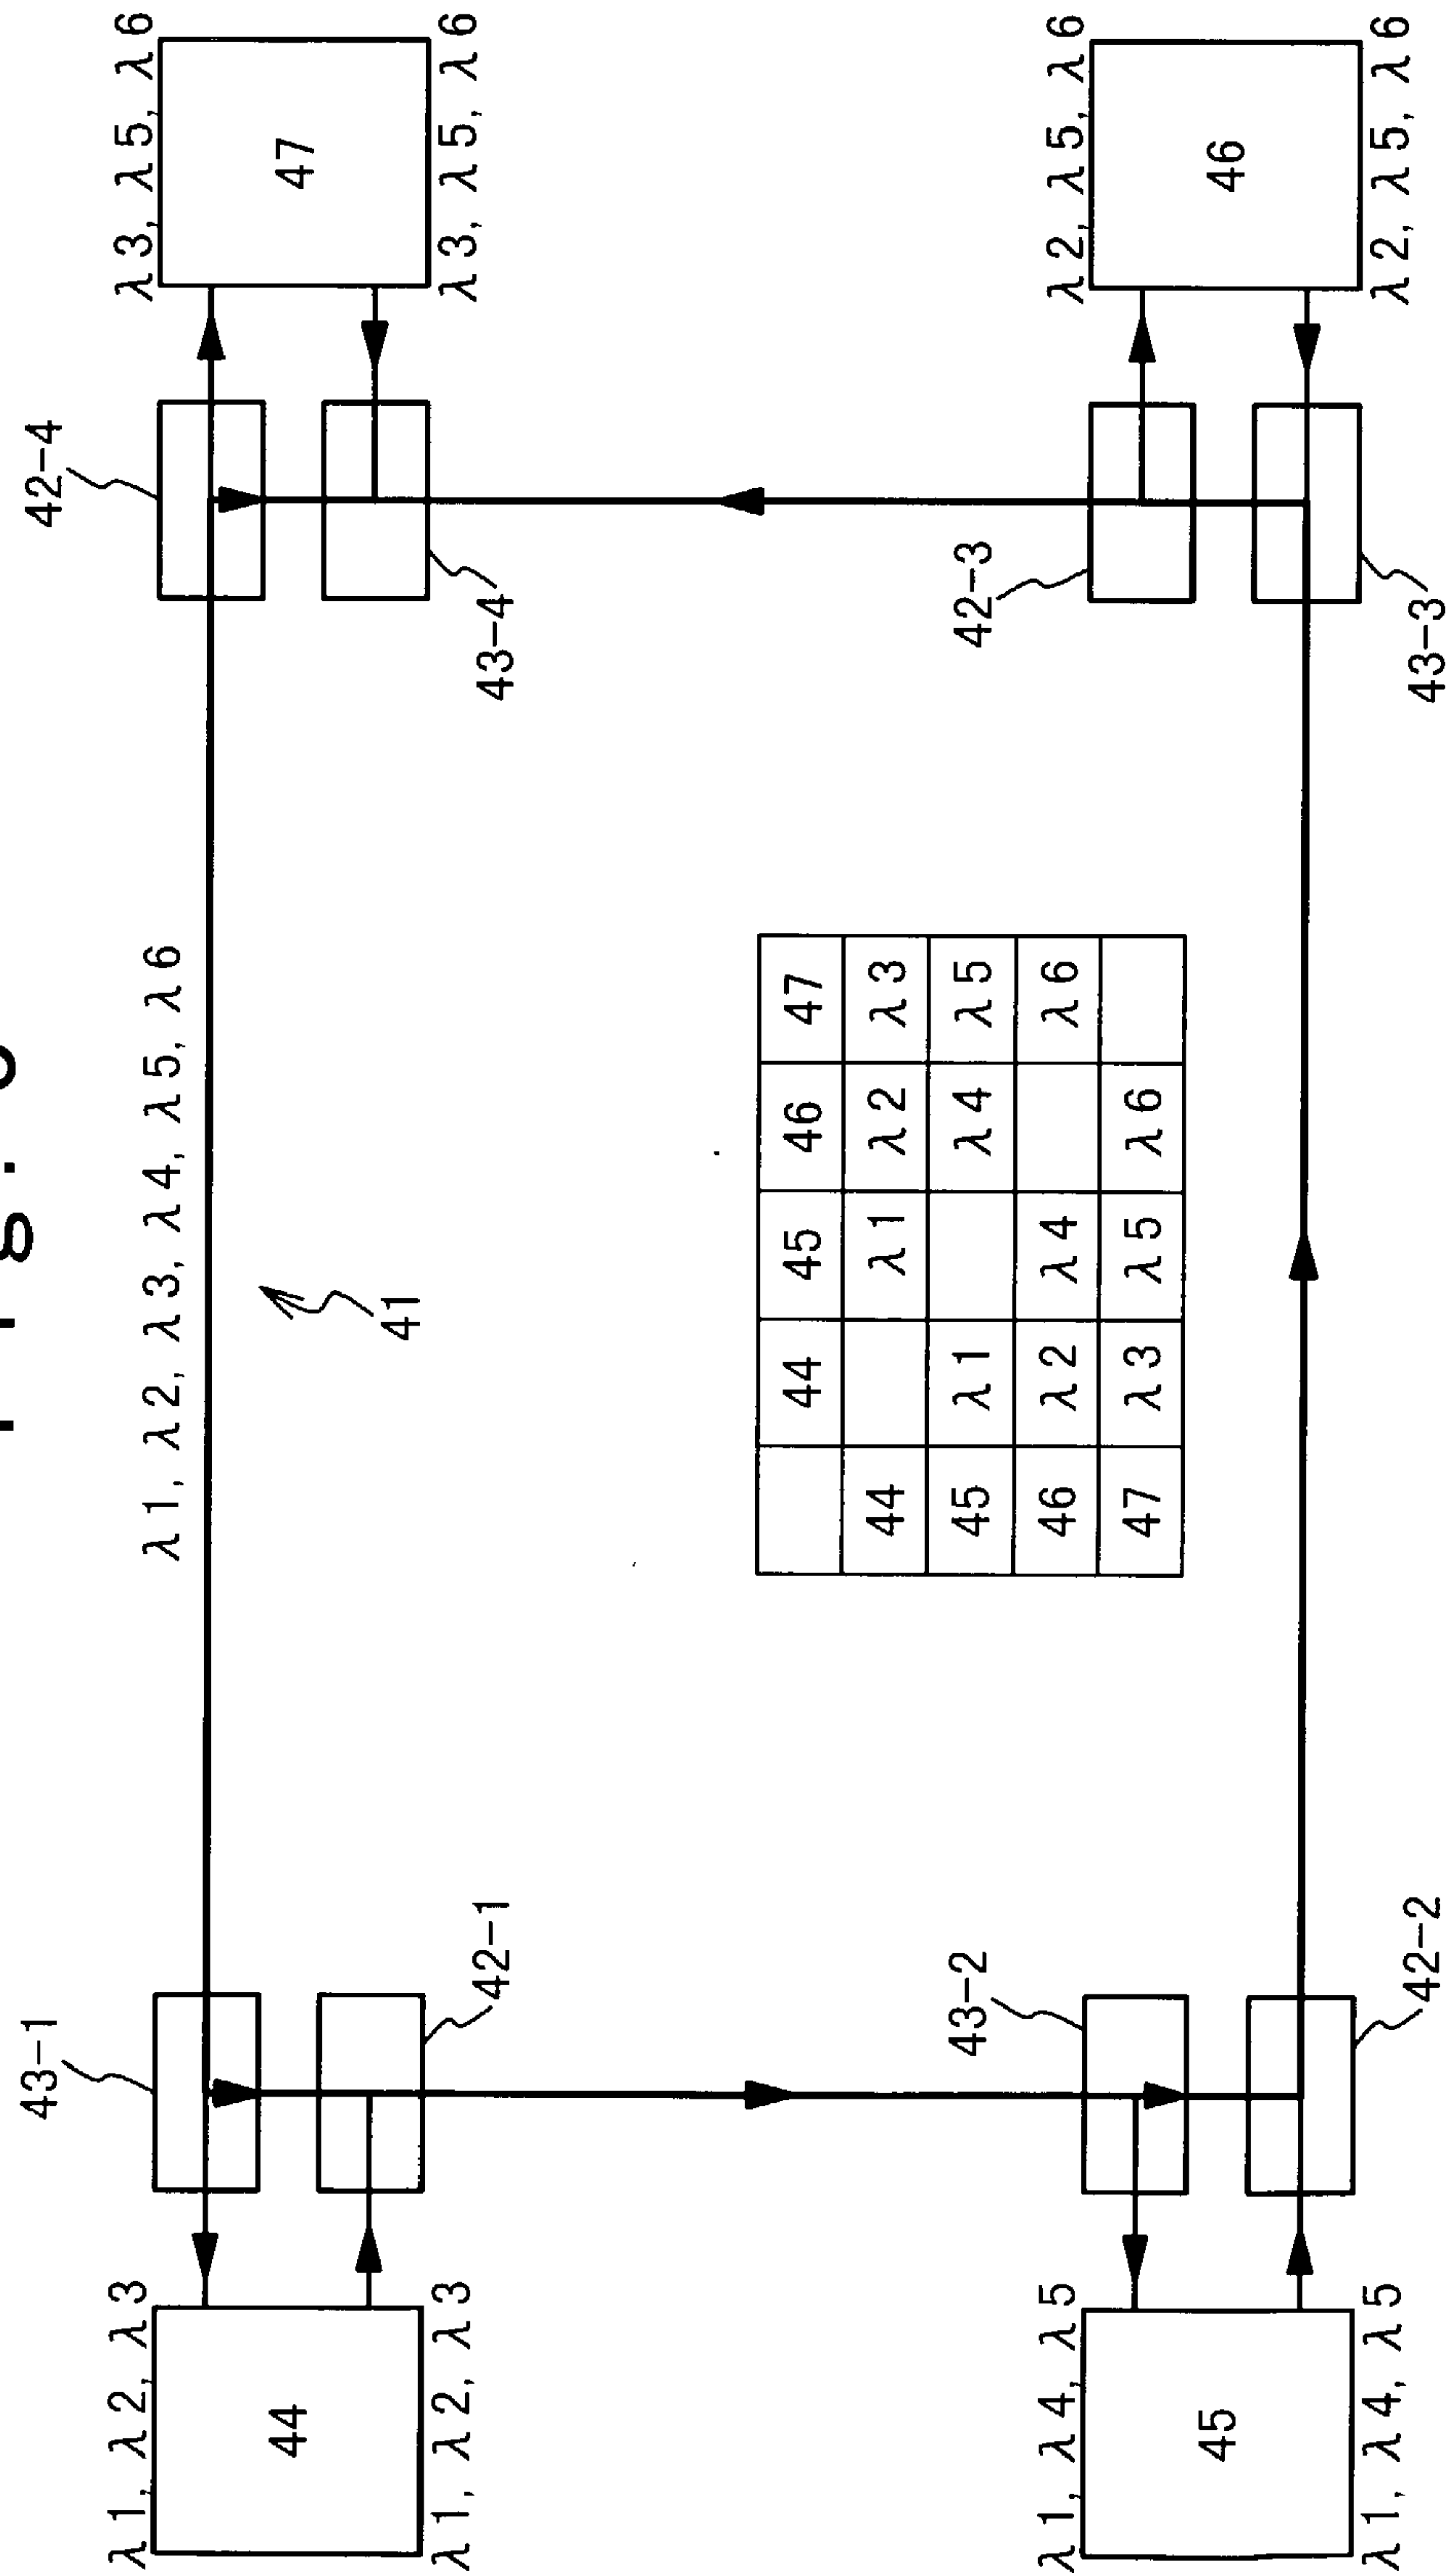 43-1
42-4
λ1, λ2, λ3
λ1, λ2, λ3, λ4, λ5, λ6
λ3, λ5, λ6
44
47
41
λ1, λ2, λ3
42-1
43-4
λ3, λ5, λ6
44 45 46 47
44 λ1 λ2 λ3
45 λ1 λ4 λ5
46 λ2 λ4 λ6
47 λ3 λ5 λ6
43-2
42-3
λ1, λ4, λ5
λ2, λ5, λ6
45
46
λ1, λ4, λ5
42-2
43-3
λ2, λ5, λ6